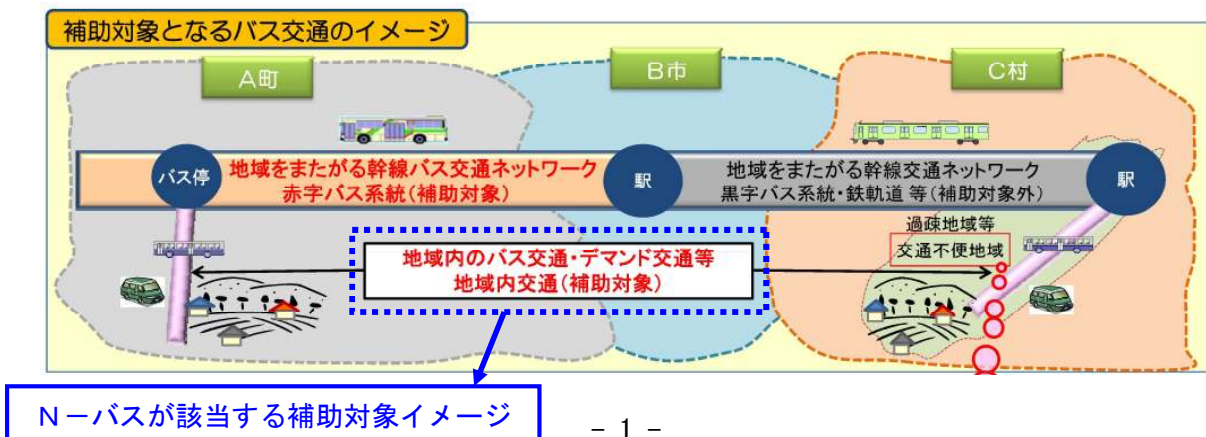 補助対象となるバス交通のイメージ
A町
B市
C村
バス停
地域をまたがる幹線バス交通ネットワーク
赤字バス系統(補助対象)
駅
地域をまたがる幹線交通ネットワーク
黒字バス系統・鉄軌道 等(補助対象外)
駅
過疎地域等
交通不便地域
地域内のバス交通・デマンド交通等
地域内交通(補助対象)
N－バスが該当する補助対象イメージ
- 1 -